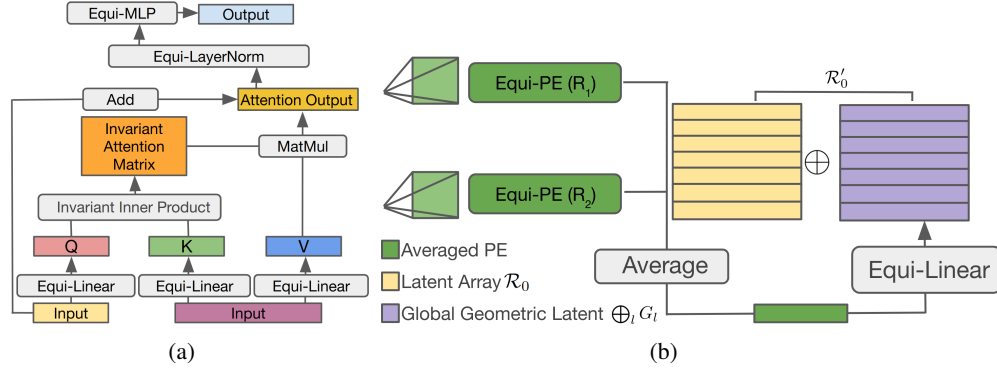 Equi-MLP
Output
Equi-LayerNorm
Add
Attention Output
Invariant
Attention
Matrix
MatMul
Invariant Inner Product
Q
K
V
Equi-Linear
Equi-Linear
Equi-Linear
Input
Input
(a)
Equi-PE (R₁)
Equi-PE (R₂)
R′₀
⊕
Averaged PE
Latent Array R₀
Global Geometric Latent ⊕ₗ Gₗ
Average
Equi-Linear
(b)